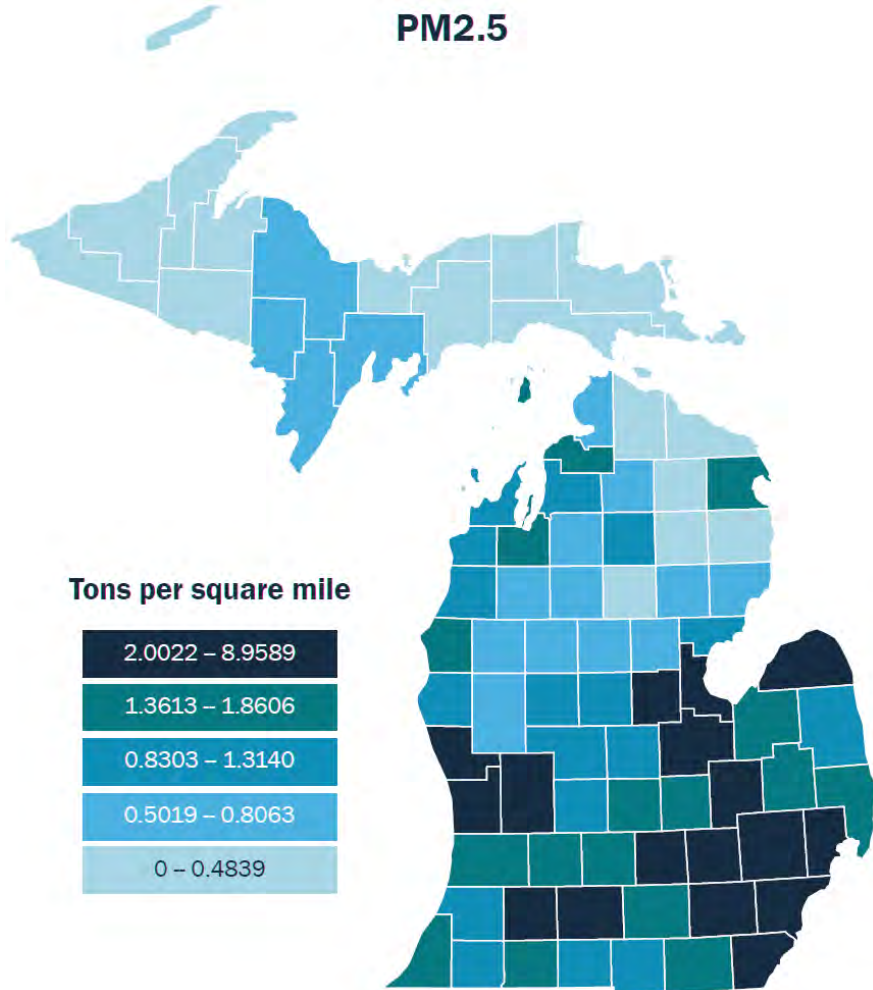 PM2.5
Tons per square mile
2.0022 – 8.9589
1.3613 – 1.8606
0.8303 – 1.3140
0.5019 – 0.8063
0 – 0.4839